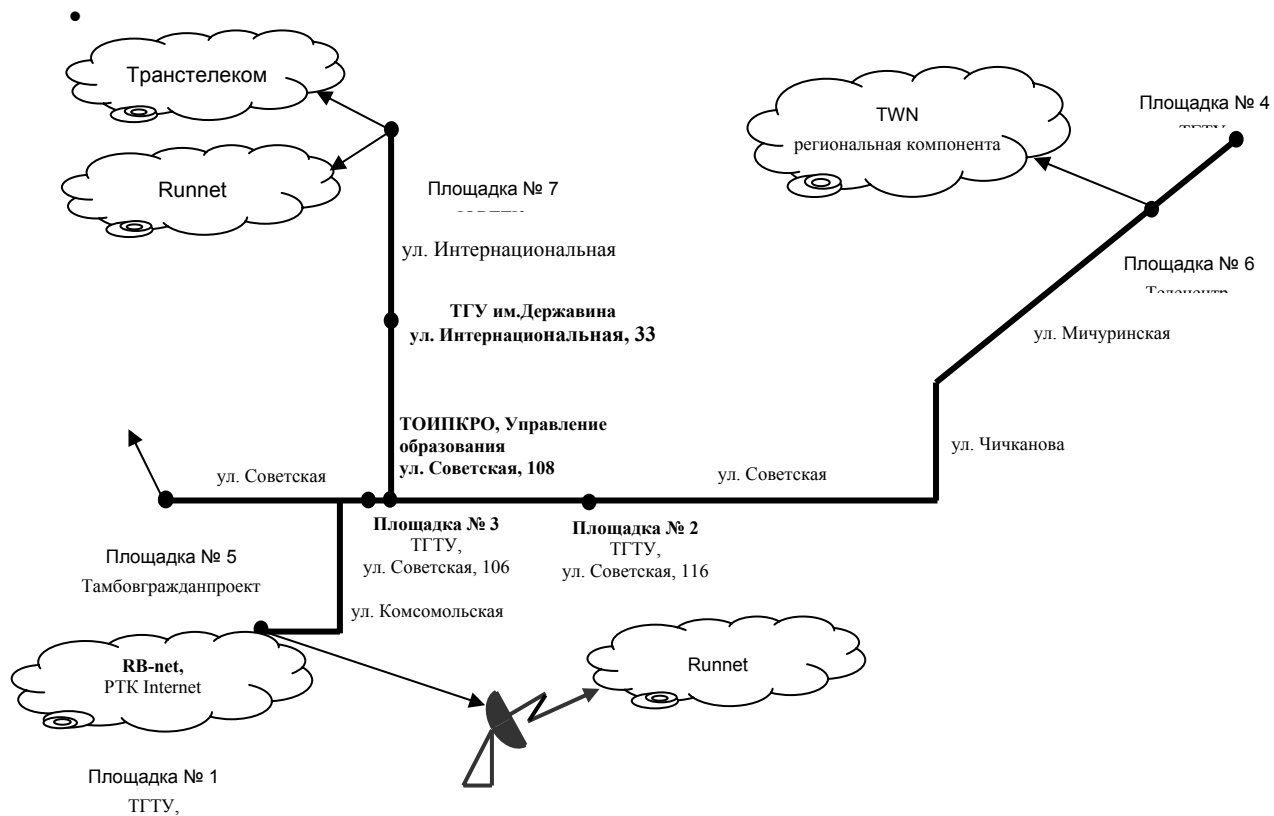 Транстелеком
Runnet
Площадка № 7
ул. Интернациональная
ТГУ им.Державина
ул. Интернациональная, 33
ТОИПКРО, Управление
образования
ул. Советская, 108
TWN
региональная компонента
Площадка № 4
ТГТУ
Площадка № 6
Телецентр
ул. Мичуринская
ул. Чичканова
ул. Советская
ул. Советская
Площадка № 3
ТГТУ,
ул. Советская, 106
Площадка № 2
ТГТУ,
ул. Советская, 116
Площадка № 5
Тамбовгражданпроект
ул. Комсомольская
RB-net,
РТК Internet
Runnet
Площадка № 1
ТГТУ,